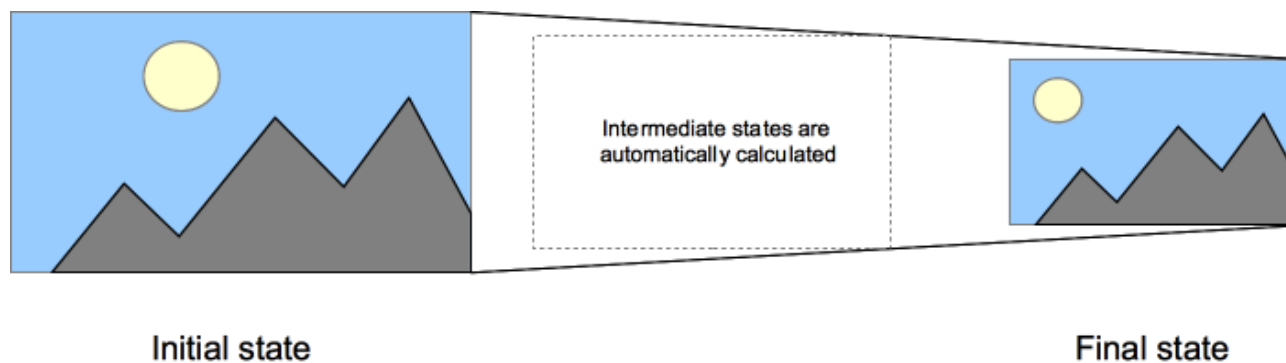 Intermediate states are
automatically calculated
Initial state
Final state